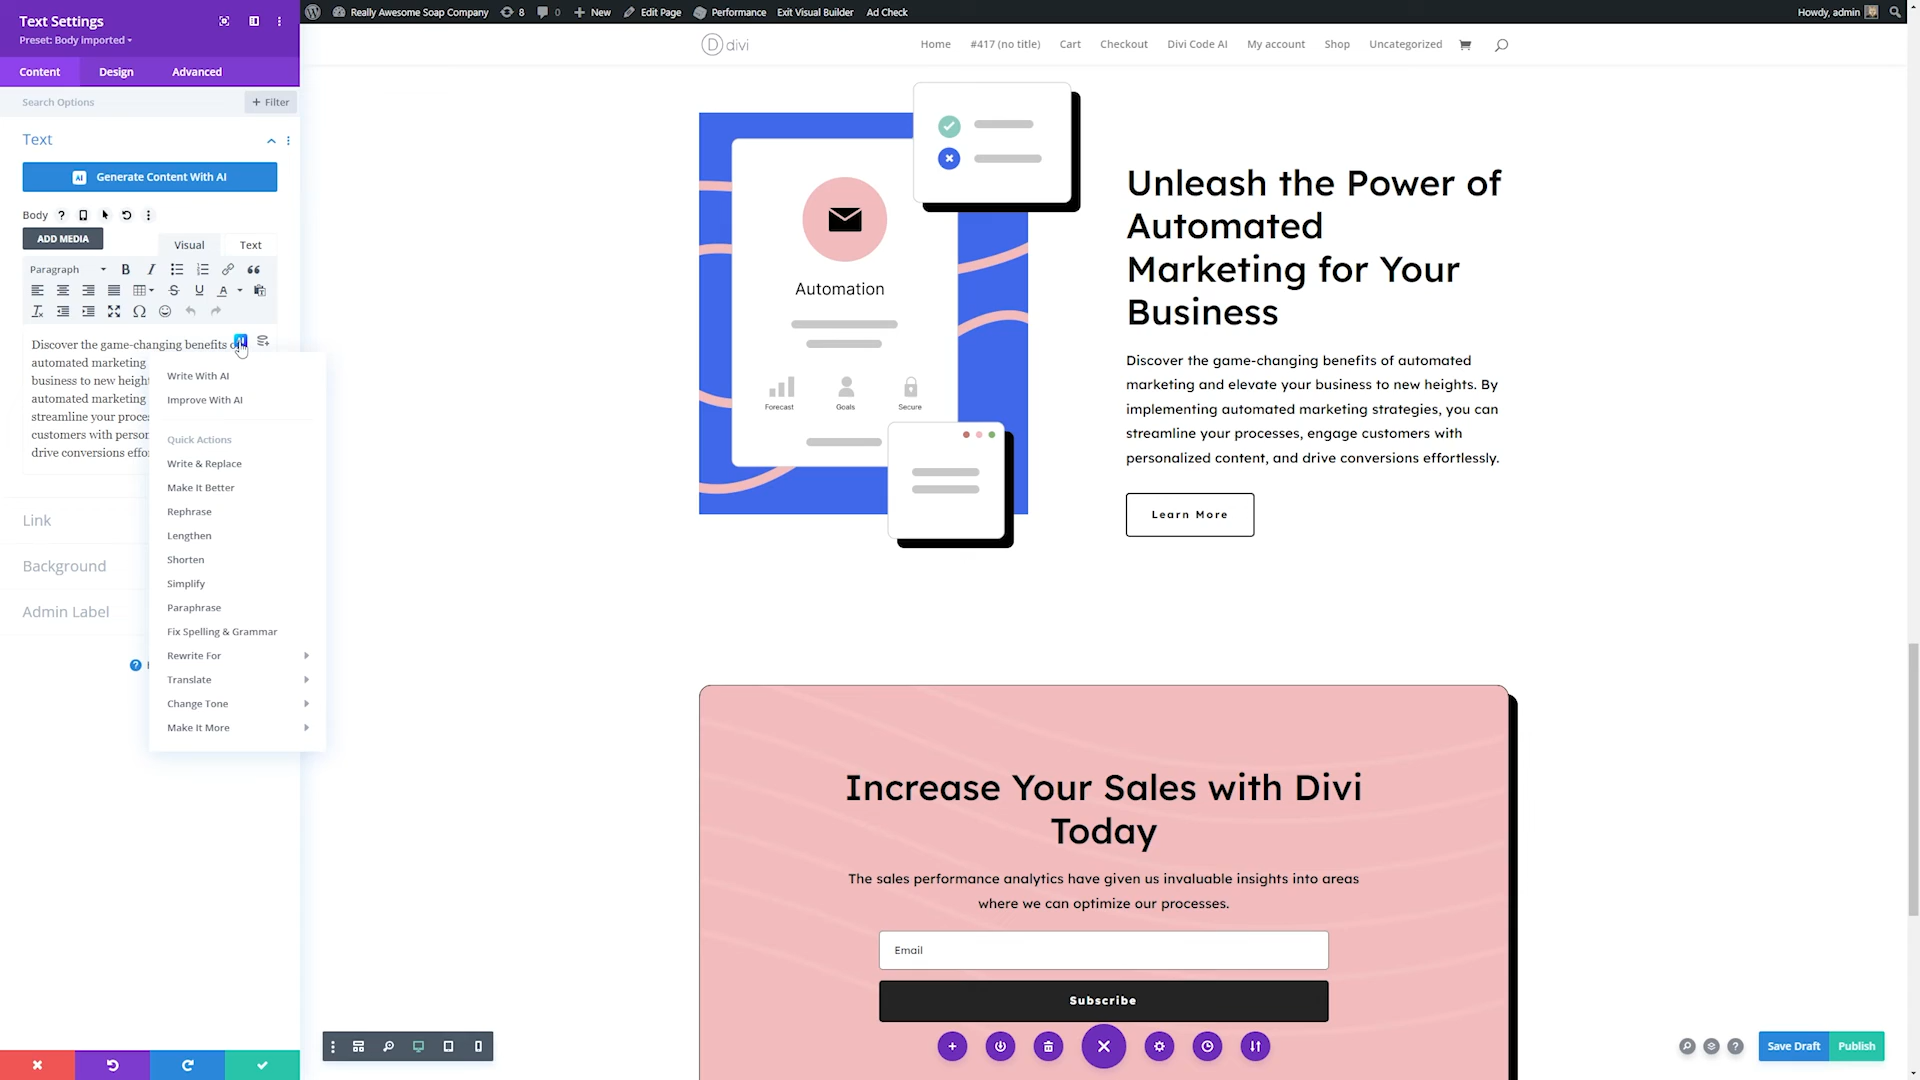 Text Settings
Preset: Body imported
Content
Design
Advanced
Search Options
+ Filter
Text
AI Generate Content With AI
Body
ADD MEDIA
Visual
Text
Paragraph
Discover the game-changing benefits
automated marketing
business to new
automated marketing
streamline your
customers with
drive conversions
Write With AI
Improve With AI
Quick Actions
Write & Replace
Make It Better
Rephrase
Lengthen
Shorten
Simplify
Paraphrase
Fix Spelling & Grammar
Rewrite For
Translate
Change Tone
Make It More
Link
Background
Admin Label
Really Awesome Soap Company
8
0
New
Edit Page
Performance
Exit Visual Builder
Ad Check
Howdy, admin
D divi
Home
#417 (no title)
Cart
Checkout
Divi Code AI
My account
Shop
Uncategorized
Automation
Forecast
Goals
Secure
Unleash the Power of
Automated
Marketing for Your
Business
Discover the game-changing benefits of automated
marketing and elevate your business to new heights. By
implementing automated marketing strategies, you can
streamline your processes, engage customers with
personalized content, and drive conversions effortlessly.
Learn More
Increase Your Sales with Divi
Today
The sales performance analytics have given us invaluable insights into areas
where we can optimize our processes.
Email
Subscribe
Save Draft
Publish